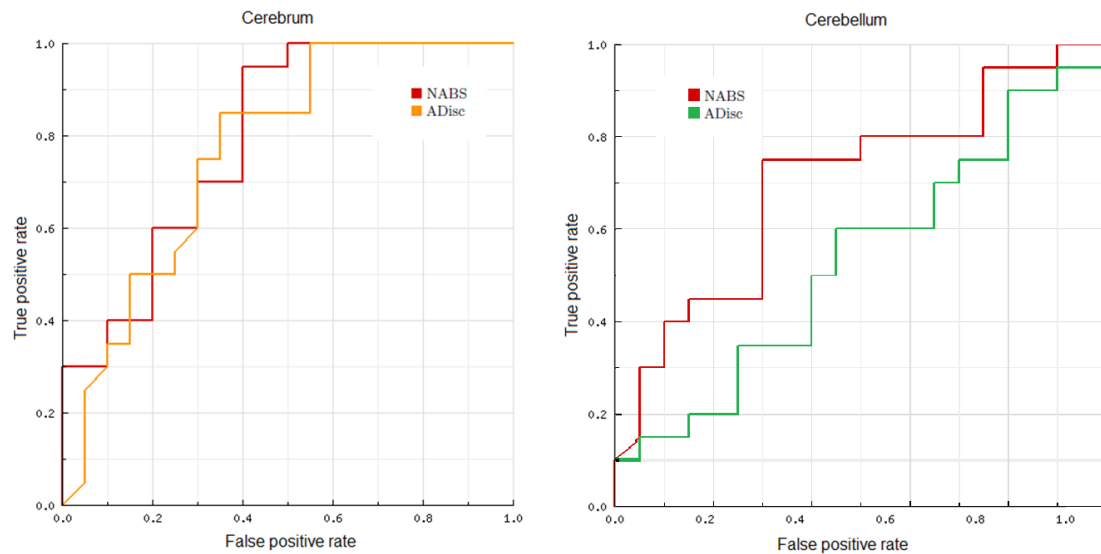 Cerebrum
1.0
0.8
0.6
0.4
0.2
0.0
True positive rate
NABS
ADisc
0.0 0.2 0.4 0.6 0.8 1.0
False positive rate
Cerebellum
1.0
0.8
0.6
0.4
0.2
0.0
True positive rate
NABS
ADisc
0.0 0.2 0.4 0.6 0.8 1.0
False positive rate